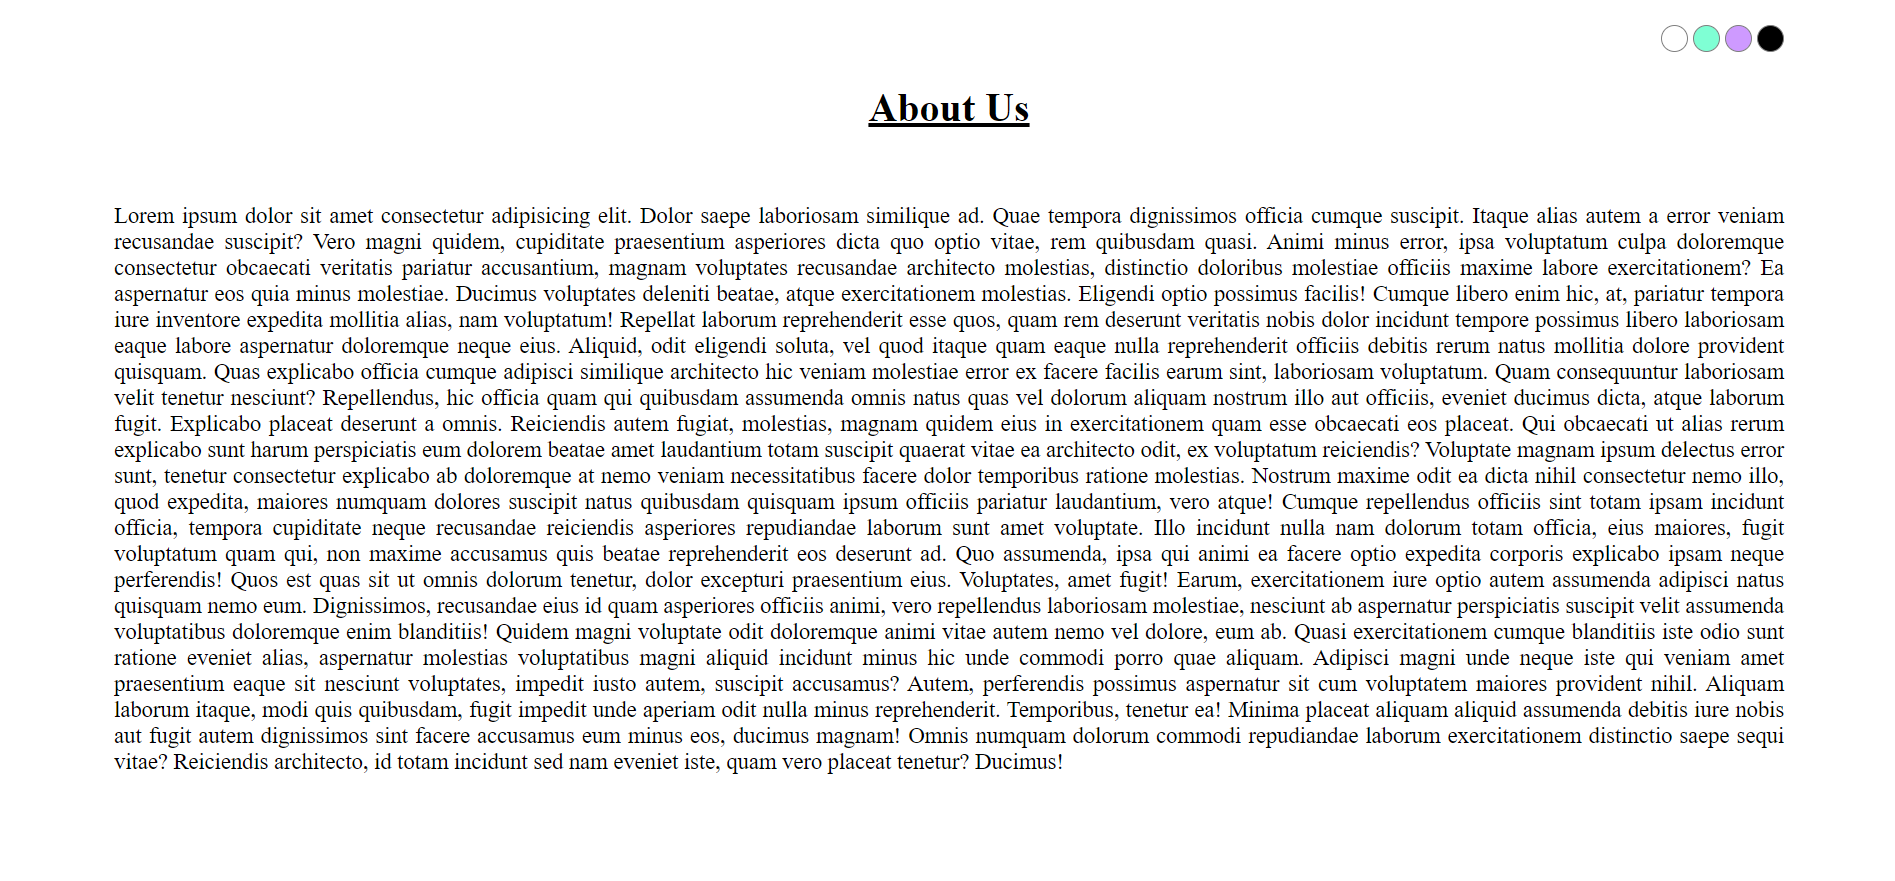 About Us
Lorem ipsum dolor sit amet consectetur adipisicing elit. Dolor saepe laboriosam similique ad. Quae tempora dignissimos officia cumque suscipit. Itaque alias autem a error veniam
recusandae suscipit? Vero magni quidem, cupiditate praesentium asperiores dicta quo optio vitae, rem quibusdam quasi. Animi minus error, ipsa voluptatum culpa doloremque
consectetur obcaecati veritatis pariatur accusantium, magnam voluptates recusandae architecto molestias, distinctio doloribus molestiae officiis maxime labore exercitationem? Ea
aspernatur eos quia minus molestiae. Ducimus voluptates deleniti beatae, atque exercitationem molestias. Eligendi optio possimus facilis! Cumque libero enim hic, at, pariatur tempora
iure inventore expedita mollitia alias, nam voluptatum! Repellat laborum reprehenderit esse quos, quam rem deserunt veritatis nobis dolor incidunt tempore possimus libero laboriosam
eaque labore aspernatur doloremque neque eius. Aliquid, odit eligendi soluta, vel quod itaque quam eaque nulla reprehenderit officiis debitis rerum natus mollitia dolore provident
quisquam. Quas explicabo officia cumque adipisci similique architecto hic veniam molestiae error ex facere facilis earum sint, laboriosam voluptatum. Quam consequuntur laboriosam
velit tenetur nesciunt? Repellendus, hic officia quam qui quibusdam assumenda omnis natus quas vel dolorum aliquam nostrum illo aut officiis, eveniet ducimus dicta, atque laborum
fugit. Explicabo placeat deserunt a omnis. Reiciendis autem fugiat, molestias, magnam quidem eius in exercitationem quam esse obcaecati eos placeat. Qui obcaecati ut alias rerum
explicabo sunt harum perspiciatis eum dolorem beatae amet laudantium totam suscipit quaerat vitae ea architecto odit, ex voluptatum reiciendis? Voluptate magnam ipsum delectus error
sunt, tenetur consectetur explicabo ab doloremque at nemo veniam necessitatibus facere dolor temporibus ratione molestias. Nostrum maxime odit ea dicta nihil consectetur nemo illo,
quod expedita, maiores numquam dolores suscipit natus quibusdam quisquam ipsum officiis pariatur laudantium, vero atque! Cumque repellendus officiis sint totam ipsam incidunt
officia, tempora cupiditate neque recusandae reiciendis asperiores repudiandae laborum sunt amet voluptate. Illo incidunt nulla nam dolorum totam officia, eius maiores, fugit
voluptatum quam qui, non maxime accusamus quis beatae reprehenderit eos deserunt ad. Quo assumenda, ipsa qui animi ea facere optio expedita corporis explicabo ipsam neque
perferendis! Quos est quas sit ut omnis dolorum tenetur, dolor excepturi praesentium eius. Voluptates, amet fugit! Earum, exercitationem iure optio autem assumenda adipisci natus
quisquam nemo eum. Dignissimos, recusandae eius id quam asperiores officiis animi, vero repellendus laboriosam molestiae, nesciunt ab aspernatur perspiciatis suscipit velit assumenda
voluptatibus doloremque enim blanditiis! Quidem magni voluptate odit doloremque animi vitae autem nemo vel dolore, eum ab. Quasi exercitationem cumque blanditiis iste odio sunt
ratione eveniet alias, aspernatur molestias voluptatibus magni aliquid incidunt minus hic unde commodi porro quae aliquam. Adipisci magni unde neque iste qui veniam amet
praesentium eaque sit nesciunt voluptates, impedit iusto autem, suscipit accusamus? Autem, perferendis possimus aspernatur sit cum voluptatem maiores provident nihil. Aliquam
laborum itaque, modi quis quibusdam, fugit impedit unde aperiam odit nulla minus reprehenderit. Temporibus, tenetur ea! Minima placeat aliquam aliquid assumenda debitis iure nobis
aut fugit autem dignissimos sint facere accusamus eum minus eos, ducimus magnam! Omnis numquam dolorum commodi repudiandae laborum exercitationem distinctio saepe sequi
vitae? Reiciendis architecto, id totam incidunt sed nam eveniet iste, quam vero placeat tenetur? Ducimus!